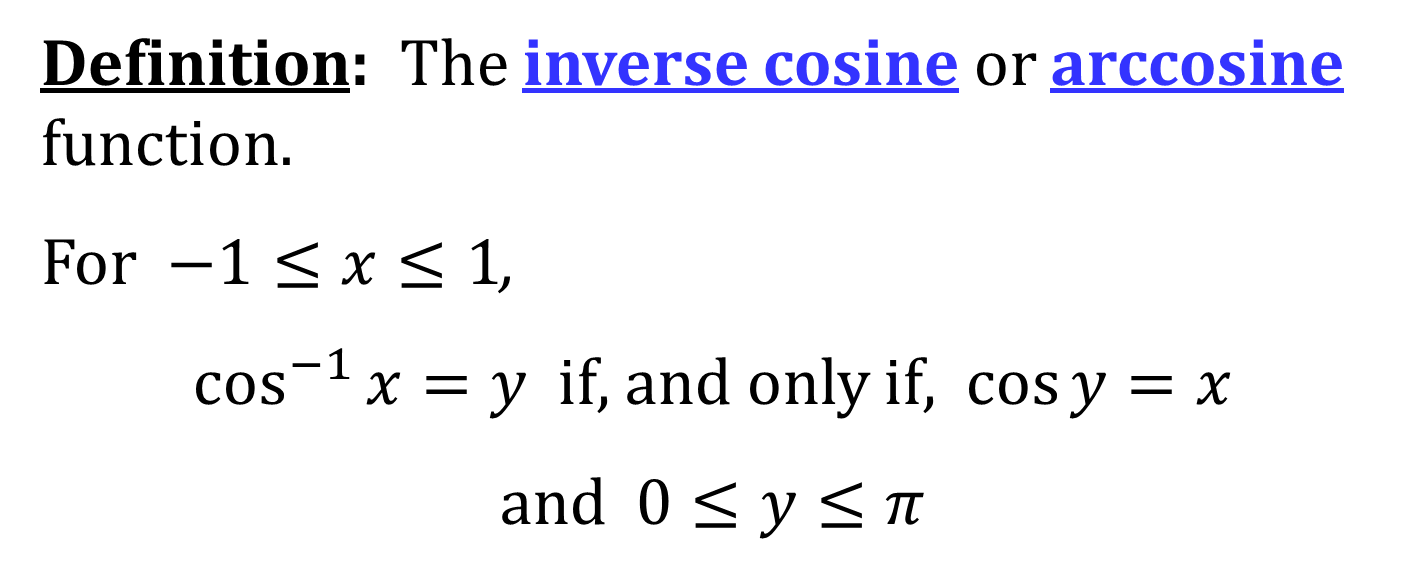 Definition: The inverse cosine or arccosine
function.
For −1 ≤ x ≤ 1,
cos⁻¹ x = y if, and only if, cos y = x
and 0 ≤ y ≤ π